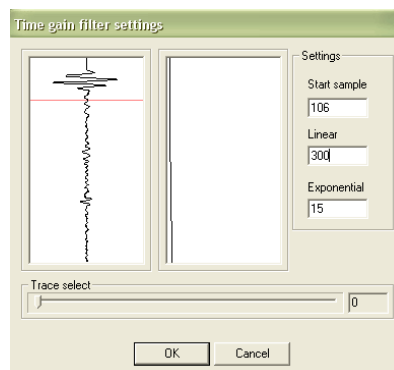 Time gain filter settings
Settings
Start sample
106
Linear
300
Exponential
15
Trace select
0
OK
Cancel